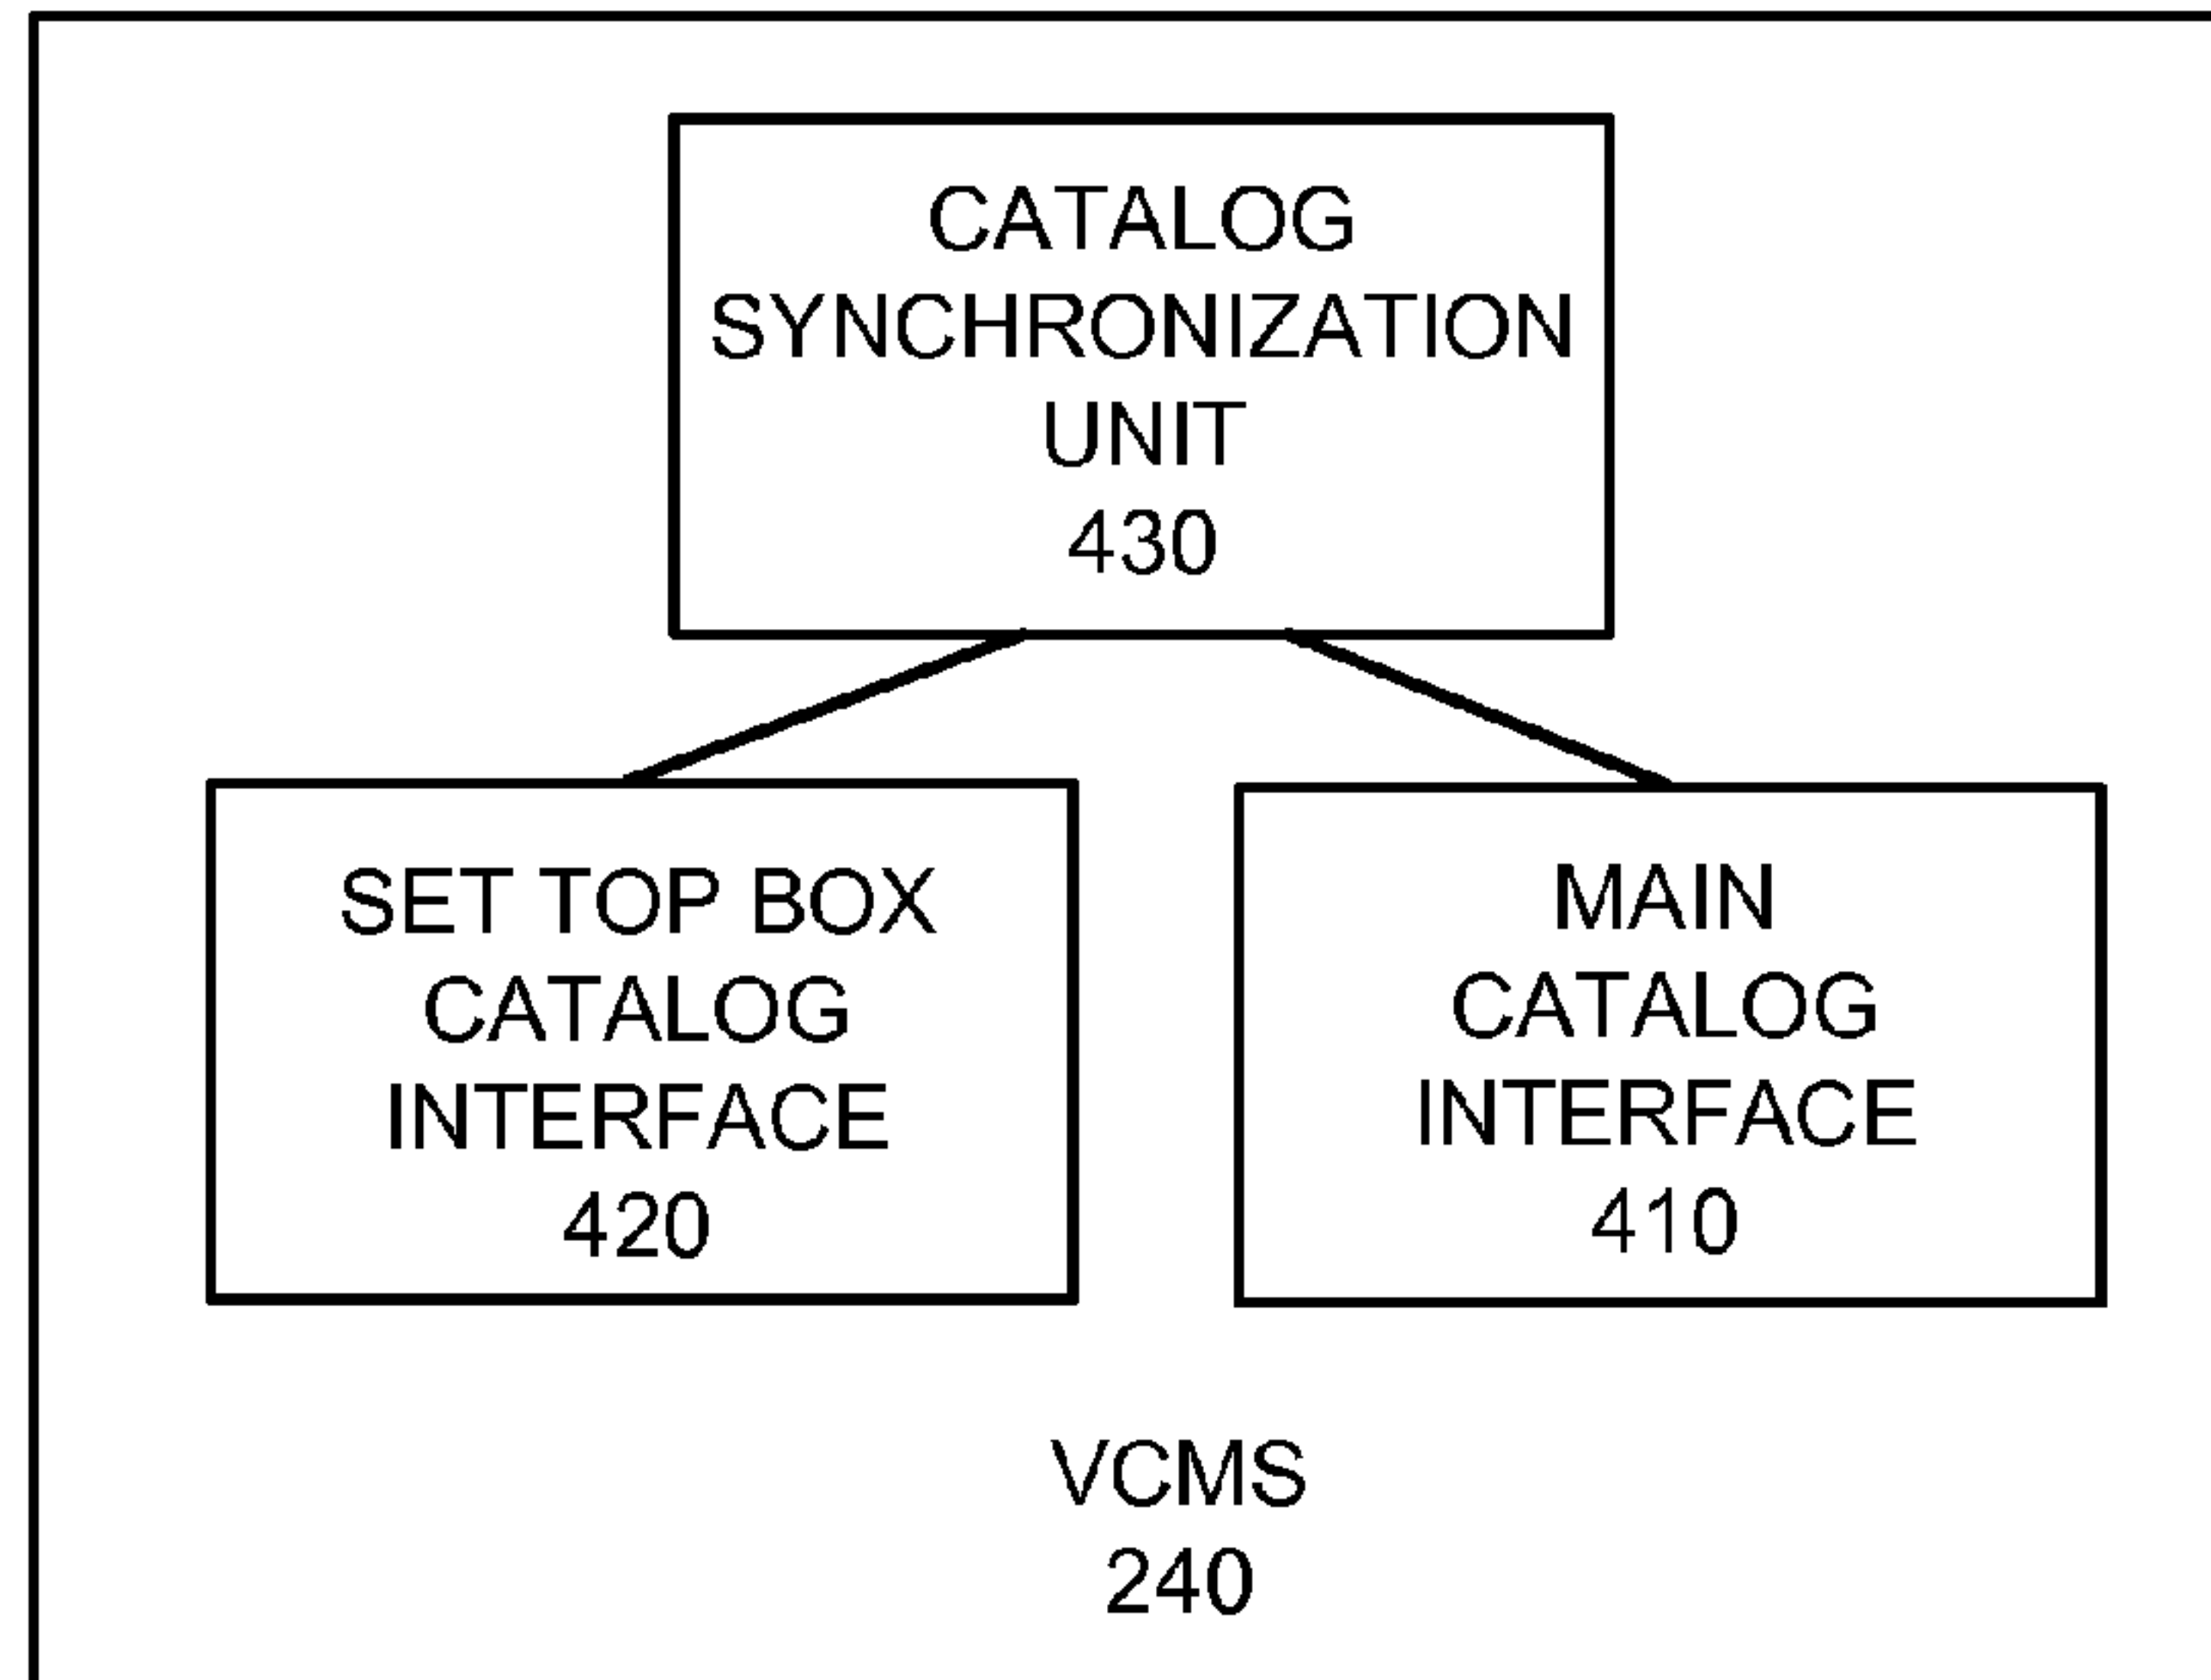 CATALOG
SYNCHRONIZATION
UNIT
430
SET TOP BOX
CATALOG
INTERFACE
420
MAIN
CATALOG
INTERFACE
410
VCMS
240